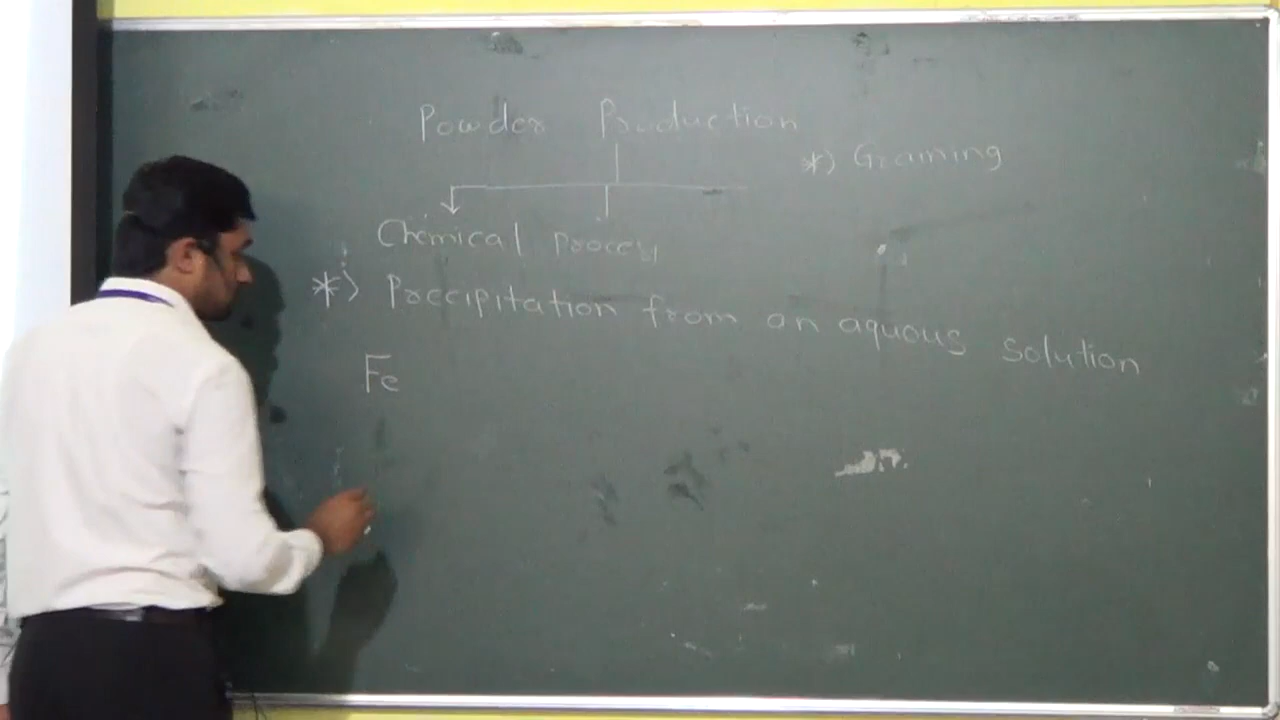 Powder Production
*) Graining
Chemical process
*) Precipitation from an aquous solution
Fe